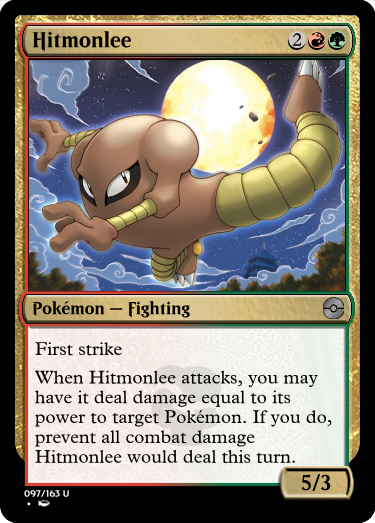 Hitmonlee 2
Pokémon — Fighting
First strike
When Hitmonlee attacks, you may
have it deal damage equal to its
power to target Pokémon. If you do,
prevent all combat damage
Hitmonlee would deal this turn.
5/3
097/163 U